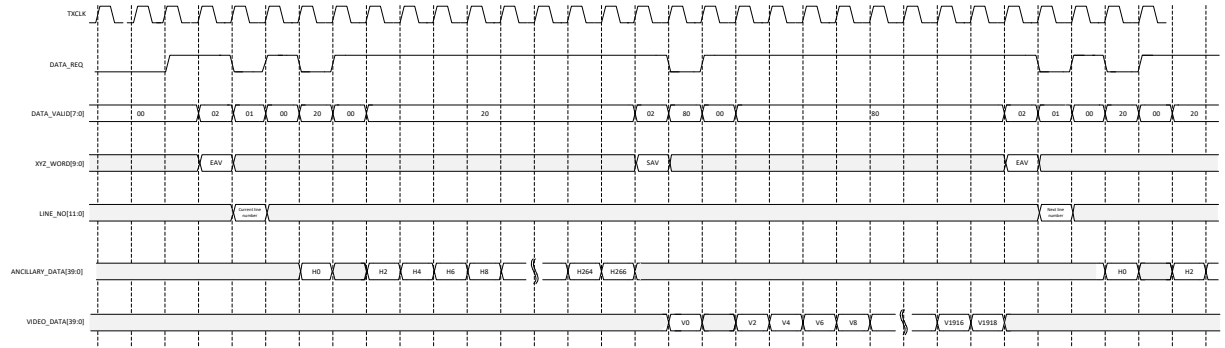 TXCLK
DATA_REQ
DATA_VALID[7:0] 00 02 01 00 20 00 20 02 80 00 80 02 01 00 20 00 20
XYZ_WORD[9:0] EAV SAV EAV
LINE_NO[11:0] Current line number Next line number
ANCILLARY_DATA[39:0] H0 H2 H4 H6 H8 H264 H266 H0 H2
VIDEO_DATA[39:0] V0 V2 V4 V6 V8 V1916 V1918